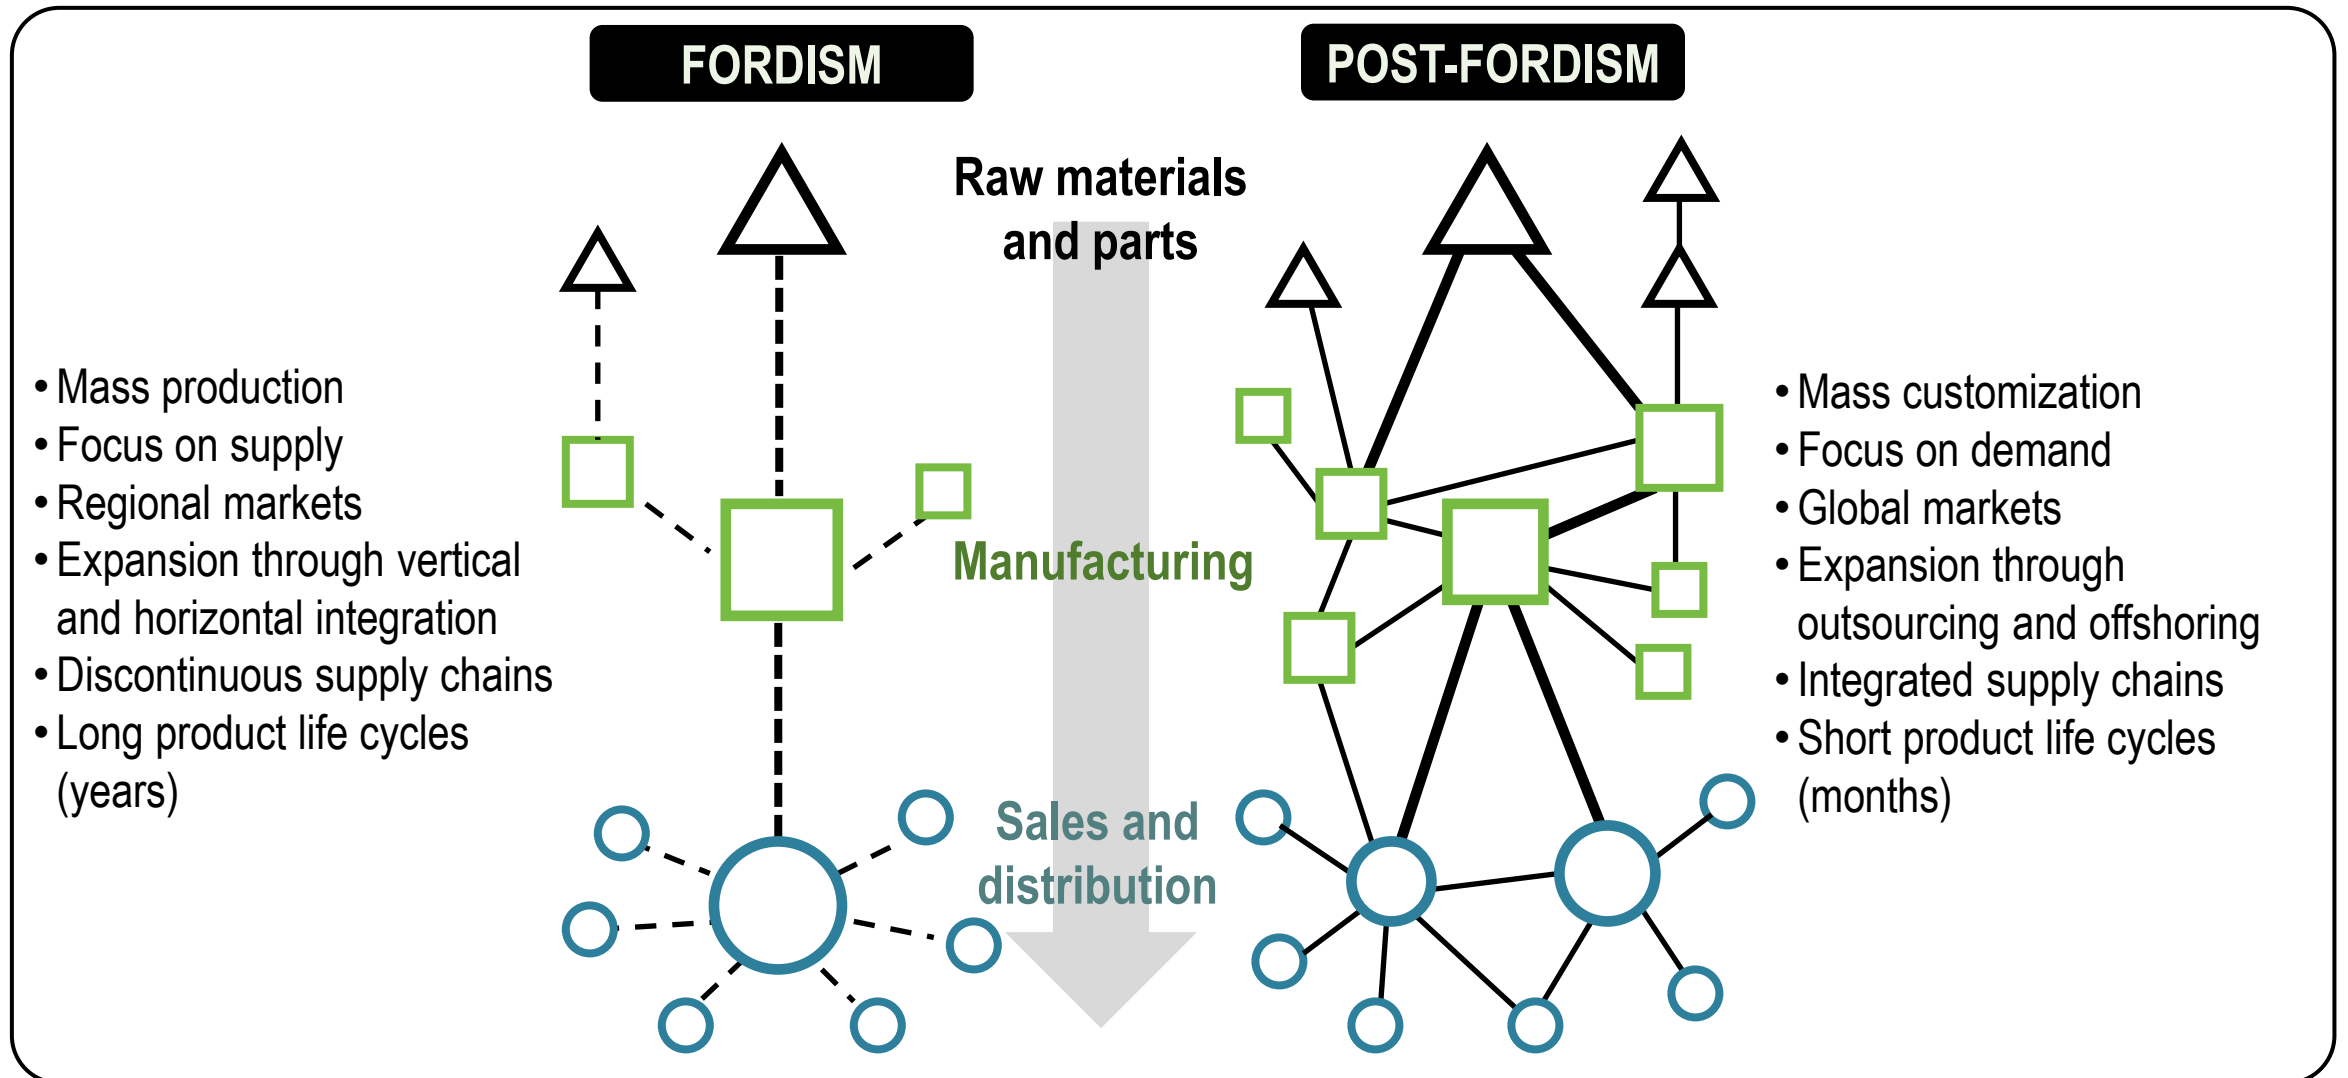 FORDISM
POST-FORDISM
Raw materials
and parts
Manufacturing
Sales and
distribution
• Mass production
• Focus on supply
• Regional markets
• Expansion through vertical
and horizontal integration
• Discontinuous supply chains
• Long product life cycles
(years)
• Mass customization
• Focus on demand
• Global markets
• Expansion through
outsourcing and offshoring
• Integrated supply chains
• Short product life cycles
(months)